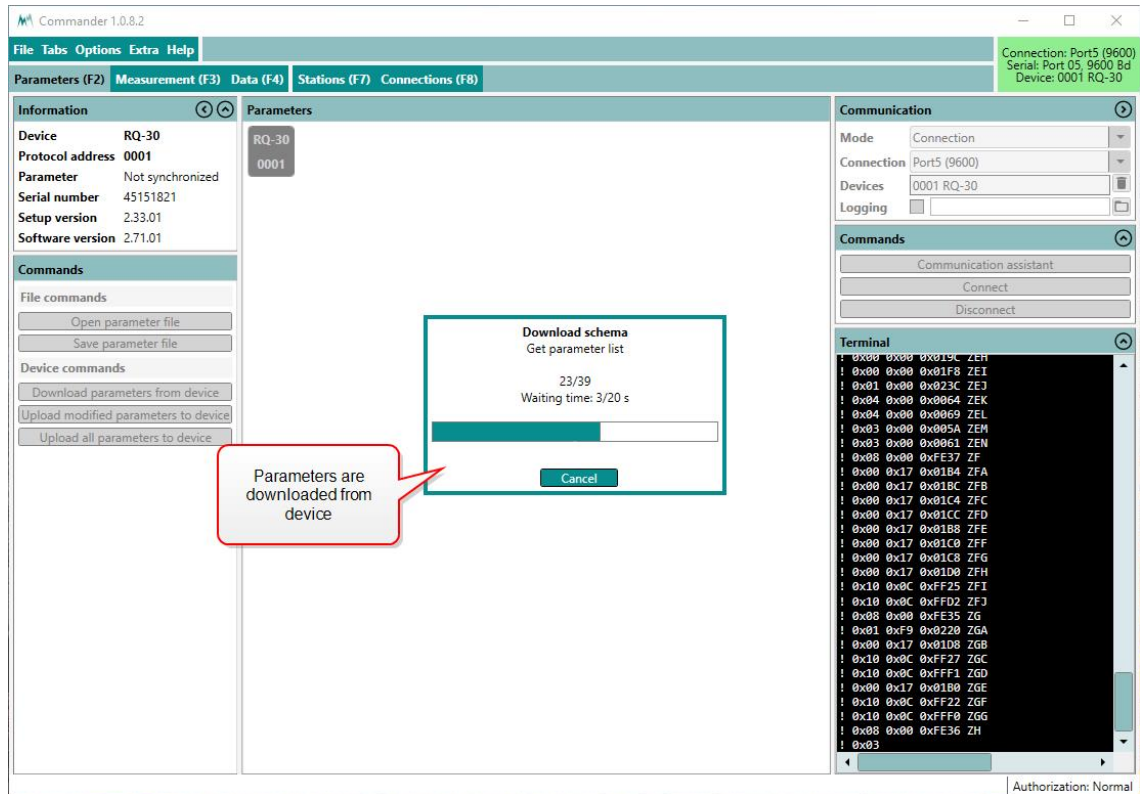 Commander 1.0.8.2
File Tabs Options Extra Help
Connection: Port5 (9600)
Serial: Port 05, 9600 Bd
Device: 0001 RQ-30
Parameters (F2) Measurement (F3) Data (F4) Stations (F7) Connections (F8)
Information
Device RQ-30
Protocol address 0001
Parameter Not synchronized
Serial number 45151821
Setup version 2.33.01
Software version 2.71.01
Commands
File commands
Open parameter file
Save parameter file
Device commands
Download parameters from device
Upload modified parameters to device
Upload all parameters to device
Parameters
RQ-30
0001
Download schema
Get parameter list
23/39
Waiting time: 3/20 s
Cancel
Parameters are
downloaded from
device
Communication
Mode Connection
Connection Port5 (9600)
Devices 0001 RQ-30
Logging
Commands
Communication assistant
Connect
Disconnect
Terminal
! 0x00 0x00 0x019C ZEH
! 0x00 0x00 0x01F8 ZEI
! 0x01 0x00 0x023C ZEJ
! 0x04 0x00 0x0064 ZEK
! 0x04 0x00 0x0069 ZEL
! 0x03 0x00 0x005A ZEM
! 0x03 0x00 0x0061 ZEN
! 0x08 0x00 0xFE37 ZF
! 0x00 0x17 0x01B4 ZFA
! 0x00 0x17 0x01BC ZFB
! 0x00 0x17 0x01C4 ZFC
! 0x00 0x17 0x01CC ZFD
! 0x00 0x17 0x01B8 ZFE
! 0x00 0x17 0x01C0 ZFF
! 0x00 0x17 0x01C8 ZFG
! 0x00 0x17 0x01D0 ZFH
! 0x10 0x0C 0xFF25 ZFI
! 0x10 0x0C 0xFFD2 ZFJ
! 0x08 0x00 0xFE35 ZG
! 0x01 0xF9 0x0220 ZGA
! 0x00 0x17 0x01D8 ZGB
! 0x10 0x0C 0xFF27 ZGC
! 0x10 0x0C 0xFFF1 ZGD
! 0x00 0x17 0x01B0 ZGE
! 0x10 0x0C 0xFF22 ZGF
! 0x10 0x0C 0xFFF0 ZGG
! 0x08 0x00 0xFE36 ZH
! 0x03
Authorization: Normal